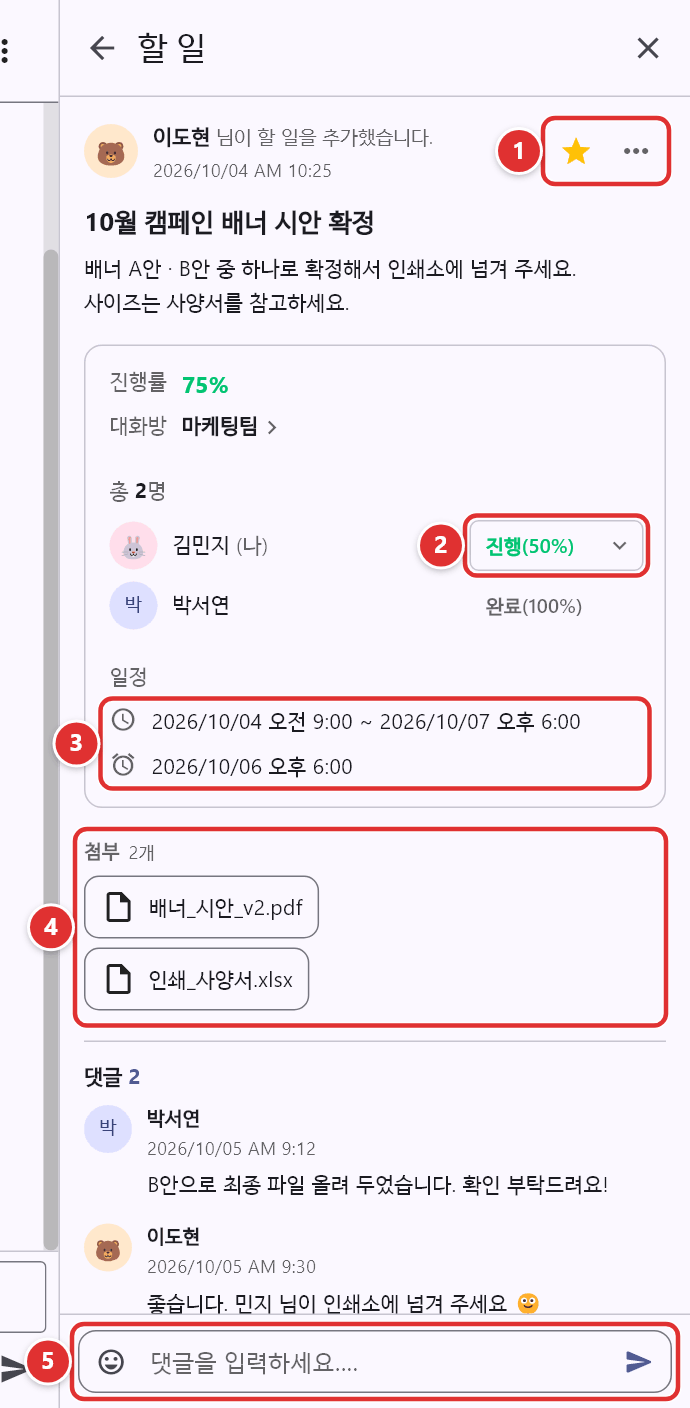 할 일
이도현 님이 할 일을 추가했습니다.
2026/10/04 AM 10:25
1
10월 캠페인 배너 시안 확정
배너 A안 · B안 중 하나로 확정해서 인쇄소에 넘겨 주세요.
사이즈는 사양서를 참고하세요.
진행률 75%
대화방 마케팅팀
총 2명
김민지 (나)
2
진행(50%)
박
박서연
완료(100%)
일정
3
2026/10/04 오전 9:00 ~ 2026/10/07 오후 6:00
2026/10/06 오후 6:00
첨부 2개
4
배너_시안_v2.pdf
인쇄_사양서.xlsx
댓글 2
박
박서연
2026/10/05 AM 9:12
B안으로 최종 파일 올려 두었습니다. 확인 부탁드려요!
이도현
2026/10/05 AM 9:30
좋습니다. 민지 님이 인쇄소에 넘겨 주세요
5
댓글을 입력하세요....